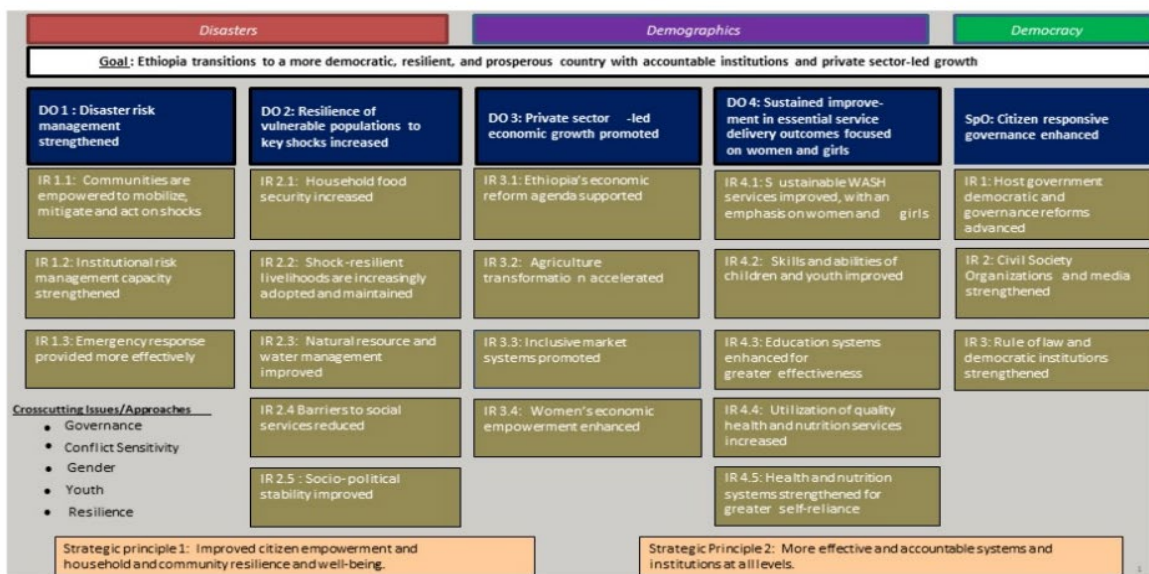 Disasters
Demographics
Democracy
Goal : Ethiopia transitions to a more democratic, resilient, and prosperous country with accountable institutions and private sector-led growth
DO 1 : Disaster risk
management
strengthened
DO 2: Resilience of
vulnerable populations to
key shocks increased
DO 3: Private sector -led
economic growth promoted
DO 4: Sustained improve-
ment in essential service
delivery outcomes focused
on women and girls
SpO: Citizen responsive
governance enhanced
IR 1.1: Communities are
empowered to mobilize,
mitigate and act on shocks
IR 2.1: Household food
security increased
IR 3.1: Ethiopia's economic
reform agenda supported
IR 4.1: S ustainable WASH
services improved, with an
emphasis on women and girls
IR 1: Host government
democratic and
governance reforms
advanced
IR 1.2: Institutional risk
management capacity
strengthened
IR 2.2: Shock-resilient
livelihoods are increasingly
adopted and maintained
IR 3.2: Agriculture
transformatio n accelerated
IR 4.2: Skills and abilities of
children and youth improved
IR 2: Civil Society
Organizations and media
strengthened
IR 1.3: Emergency response
provided more effectively
IR 2.3: Natural resource and
water management
improved
IR 3.3: Inclusive market
systems promoted
IR 4.3: Education systems
enhanced for
greater effectiveness
IR 3: Rule of law and
democratic institutions
strengthened
Crosscutting Issues/Approaches
• Governance
• Conflict Sensitivity
• Gender
• Youth
• Resilience
IR 2.4 Barriers to social
services reduced
IR 3.4: Women's economic
empowerment enhanced
IR 4.4: Utilization of quality
health and nutrition services
increased
IR 2.5 : Socio-political
stability improved
IR 4.5: Health and nutrition
systems strengthened for
greater self-reliance
Strategic principle 1: Improved citizen empowerment and
household and community resilience and well-being.
Strategic Principle 2: More effective and accountable systems and
institutions at all levels.